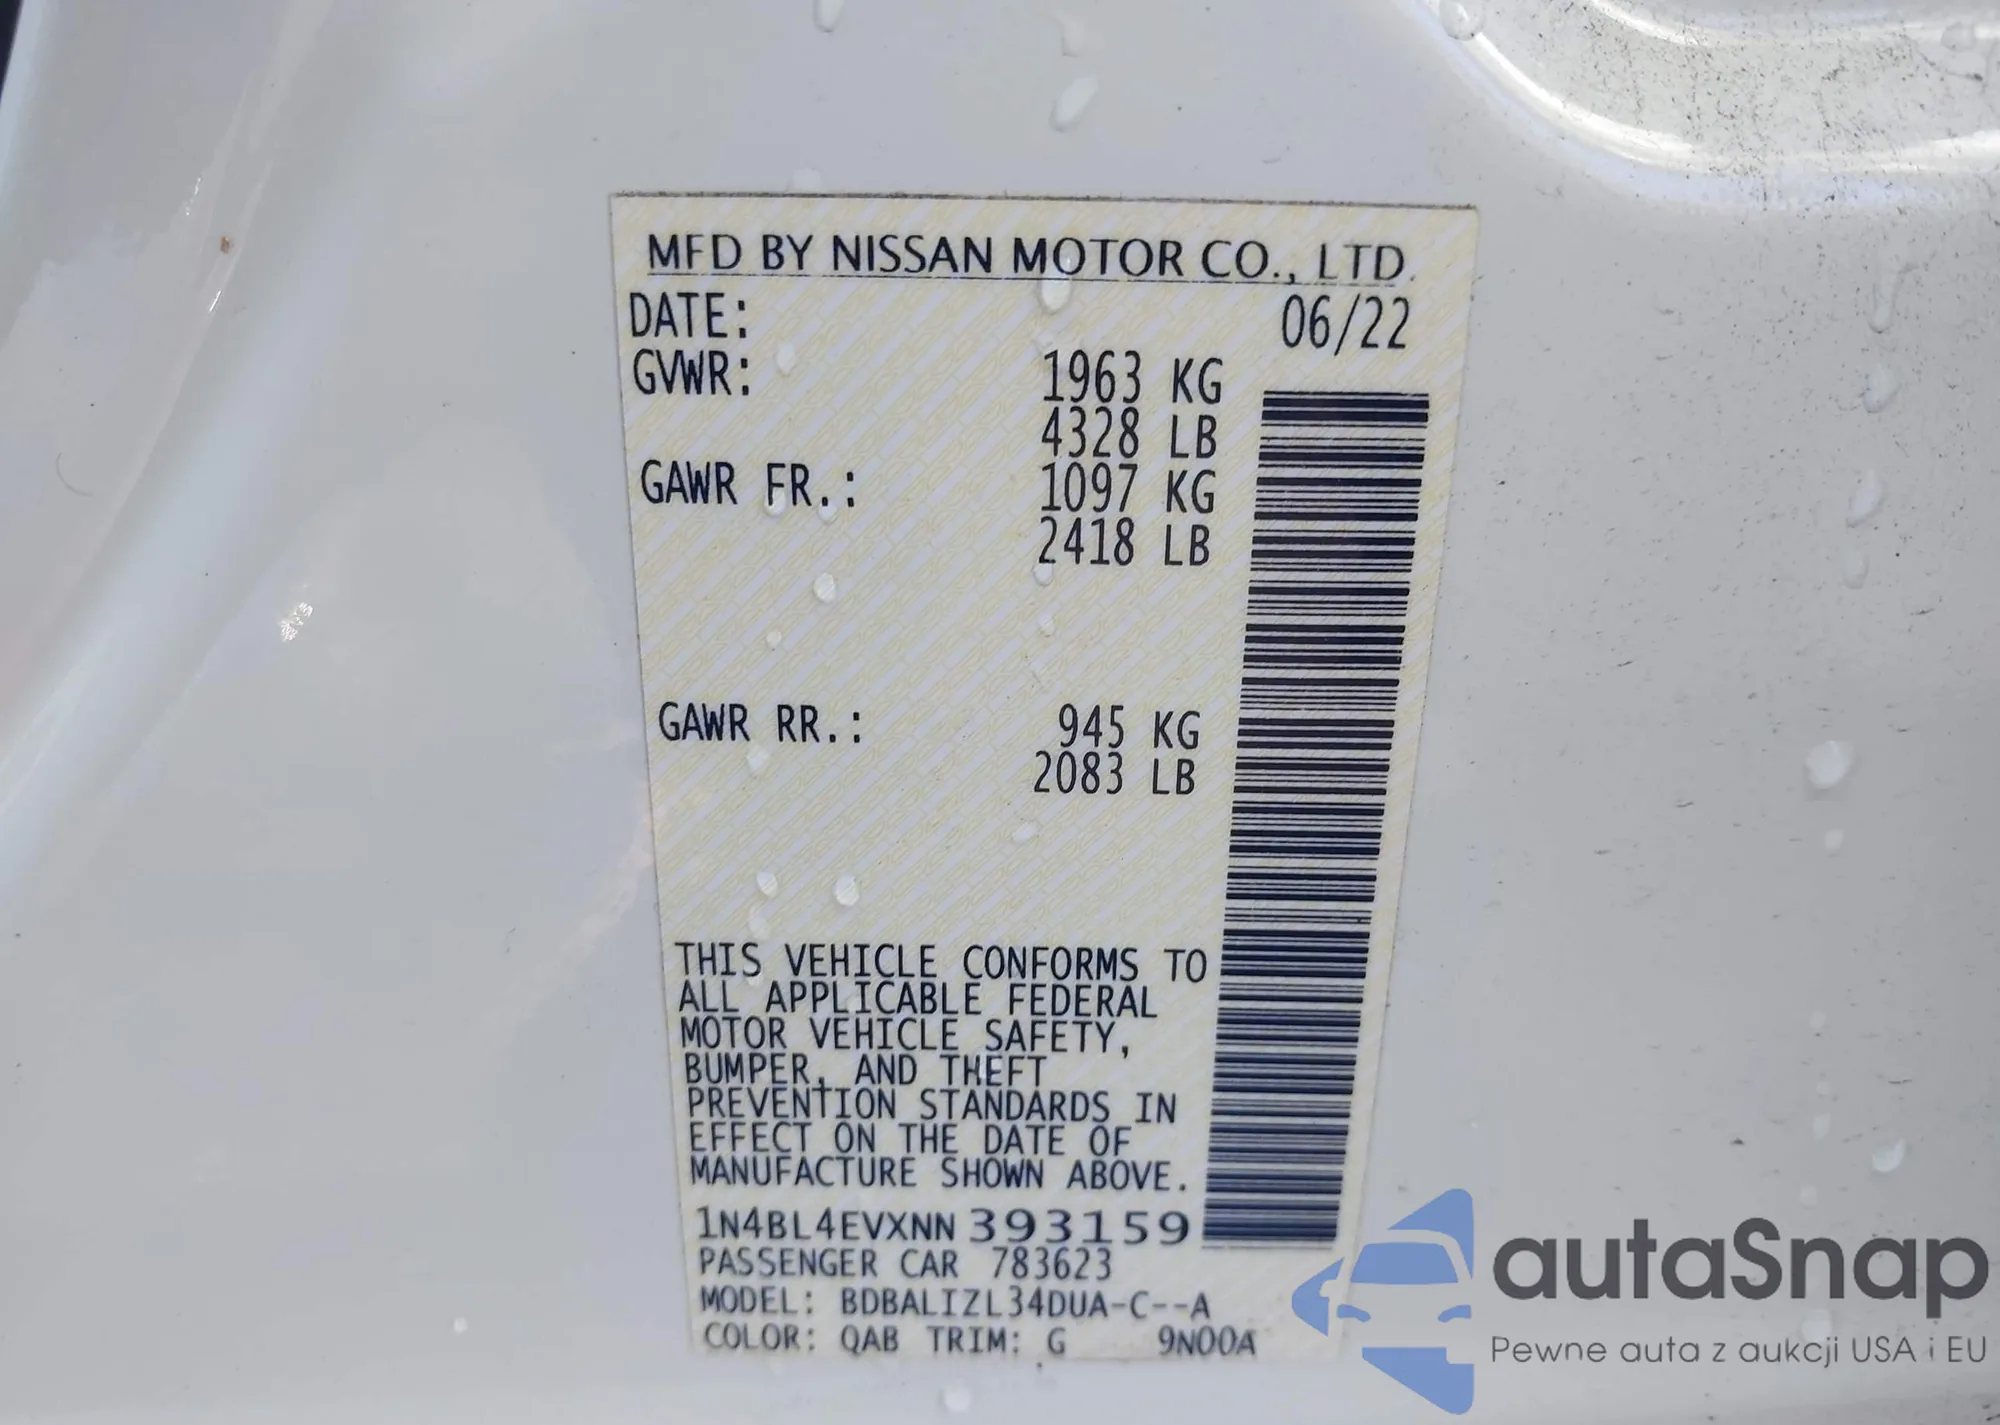 MFD BY NISSAN MOTOR CO., LTD.
DATE: 06/22
GVWR: 1963 KG
4328 LB
GAWR FR.: 1097 KG
2418 LB
GAWR RR.: 945 KG
2083 LB
THIS VEHICLE CONFORMS TO
ALL APPLICABLE FEDERAL
MOTOR VEHICLE SAFETY,
BUMPER, AND THEFT
PREVENTION STANDARDS IN
EFFECT ON THE DATE OF
MANUFACTURE SHOWN ABOVE.
1N4BL4EVXNN393159
PASSENGER CAR 783623
MODEL: BDBALIZL34DUA-C--A
COLOR: QAB TRIM: G 9N00A
autaSnap
Pewne auta z aukcji USA i EU